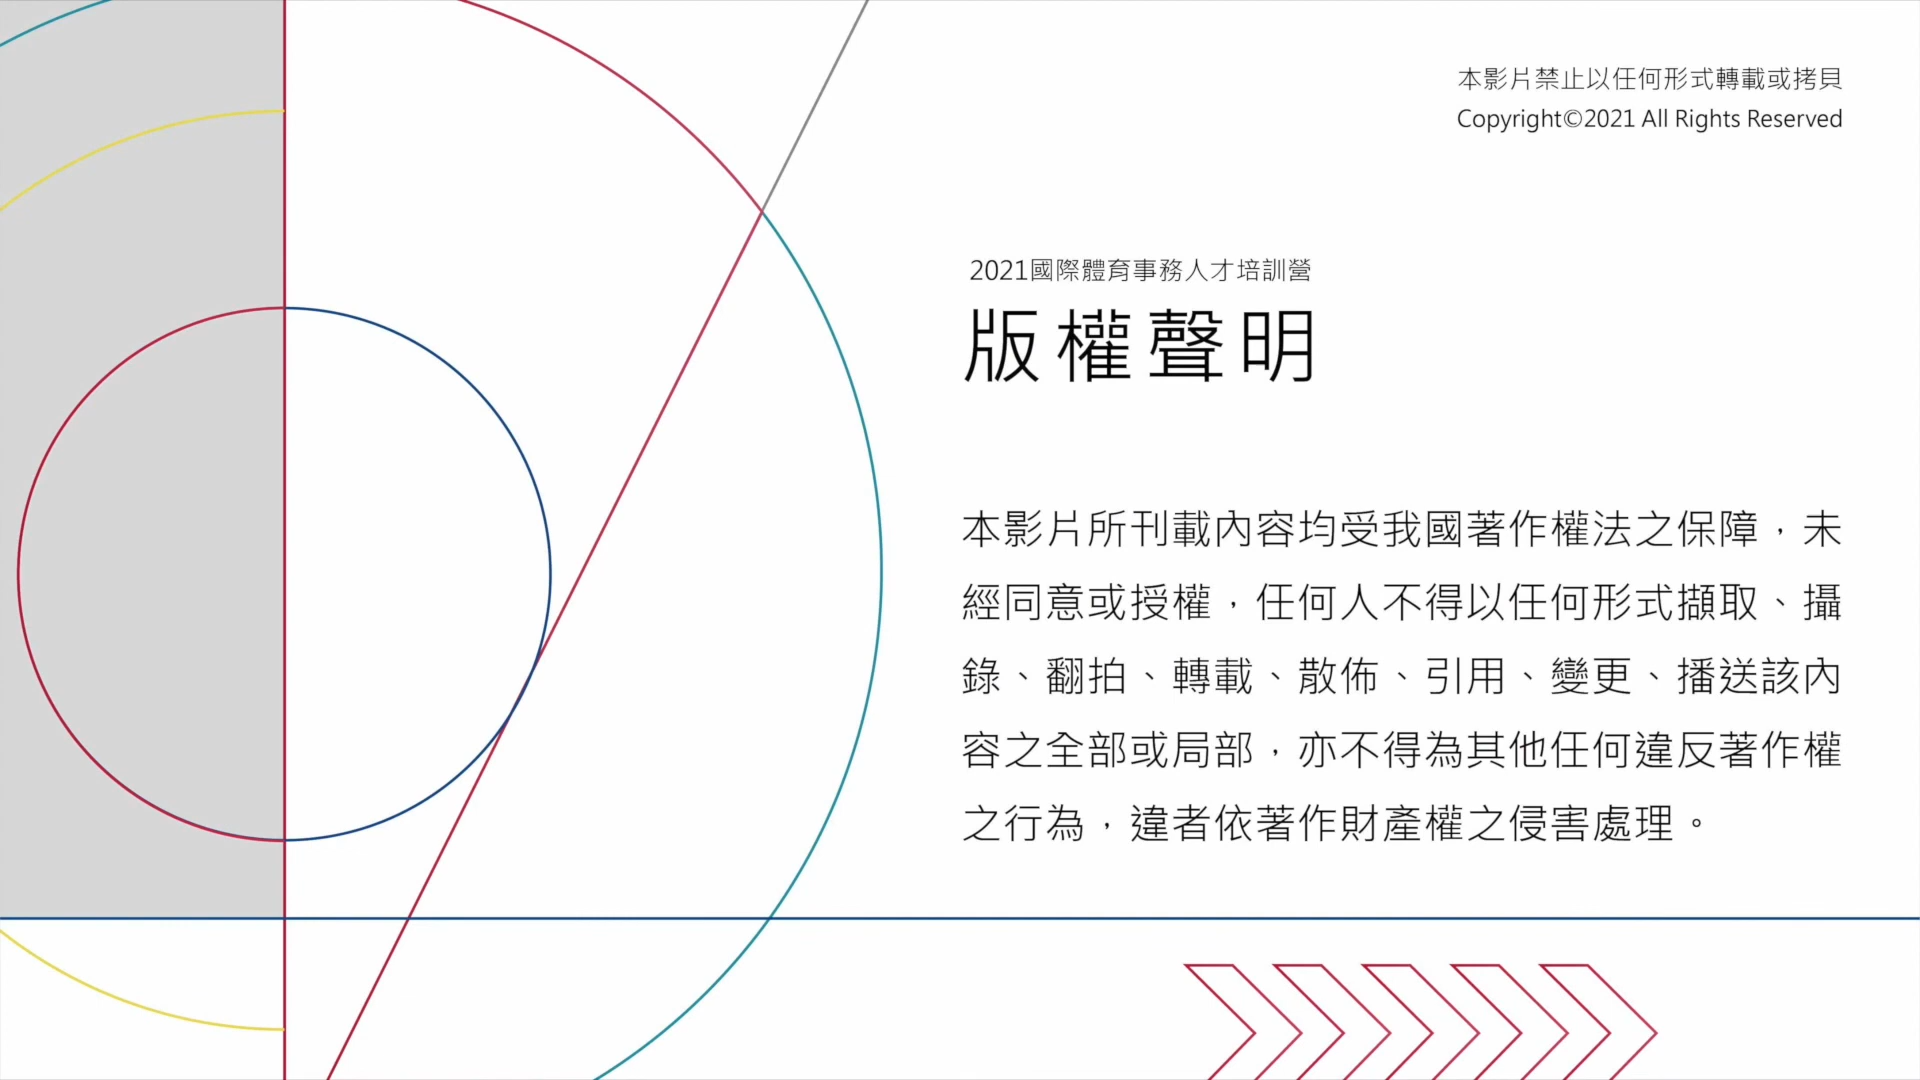 本影片禁止以任何形式轉載或拷貝
Copyright©2021 All Rights Reserved
2021國際體育事務人才培訓營
版權聲明
本影片所刊載內容均受我國著作權法之保障，未
經同意或授權，任何人不得以任何形式擷取、攝
錄、翻拍、轉載、散佈、引用、變更、播送該內
容之全部或局部，亦不得為其他任何違反著作權
之行為，違者依著作財產權之侵害處理。